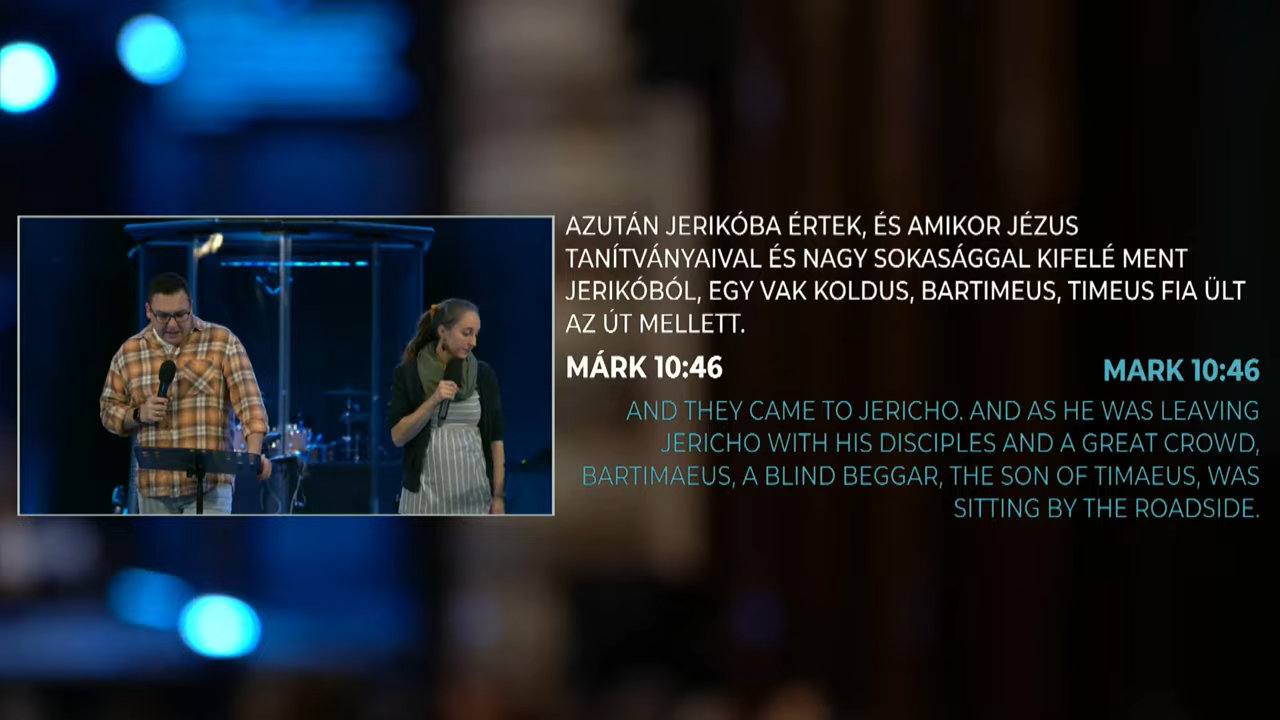 AZUTÁN JERIKÓBA ÉRTEK, ÉS AMIKOR JÉZUS
TANÍTVÁNYAIVAL ÉS NAGY SOKASÁGGAL KIFELÉ MENT
JERIKÓBÓL, EGY VAK KOLDUS, BARTIMEUS, TIMEUS FIA ÜLT
AZ ÚT MELLETT.
MÁRK 10:46
MARK 10:46
AND THEY CAME TO JERICHO. AND AS HE WAS LEAVING
JERICHO WITH HIS DISCIPLES AND A GREAT CROWD,
BARTIMAEUS, A BLIND BEGGAR, THE SON OF TIMAEUS, WAS
SITTING BY THE ROADSIDE.